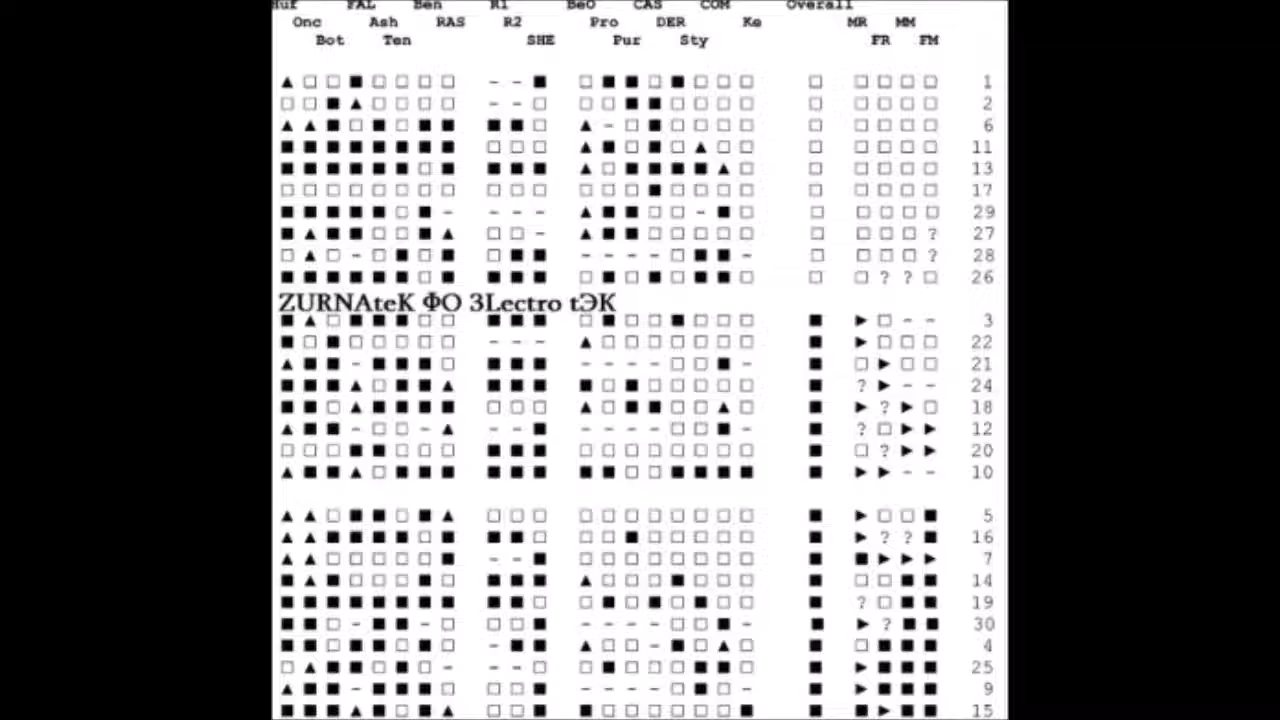 Huf FAL Ben R1 BeO CAS COM Overall
Onc Ash RAS R2 Pro DER Ke MR MM
Bot Ten SHE Pur Sty FR FM
▲ □ □ ■ □ □ □ □ - - ■ □ ■ ■ □ ■ □ □ □ □ □ □ □ □ 1
□ □ ■ ▲ □ □ □ □ - - □ □ □ ■ ■ □ □ □ □ □ □ □ □ □ 2
▲ ▲ ■ □ ■ □ ■ ■ ■ ■ □ ▲ - □ ■ □ □ □ □ □ □ □ □ □ 6
■ ■ ■ ■ ■ ■ ■ ■ □ □ □ ▲ ■ □ ■ □ ▲ □ □ □ □ □ □ □ 11
■ ■ ■ ■ ■ ■ □ ■ ■ ■ ■ ▲ □ ■ ■ ■ ■ ▲ □ □ □ □ □ □ 13
□ □ □ □ □ □ □ □ □ □ □ □ □ □ ■ □ □ □ □ □ □ □ □ □ 17
■ ■ ■ ■ ■ □ ■ - - - - ▲ ■ ■ □ □ - ■ □ □ □ □ □ □ 29
■ ▲ ■ ■ □ □ ■ ▲ □ □ - ▲ ■ ■ □ □ □ □ □ □ □ □ □ ? 27
□ ▲ □ - ■ □ ■ ■ □ ■ ■ - - - - □ ■ ■ - □ □ □ □ ? 28
■ ■ ■ ■ ■ ■ □ ■ ■ ■ ■ □ ■ □ ■ □ ■ ■ □ □ □ ? ? □ 26
ZURNAteK ФО 3Lectro tЭK
■ ▲ □ ■ ■ ■ □ □ ■ ■ ■ □ ■ □ □ ■ □ □ □ ■ ► □ - - 3
■ □ ■ □ □ □ □ □ - - - ▲ □ □ □ □ □ □ □ ■ ► □ □ □ 22
▲ ■ ■ - ■ ■ ■ □ ■ ■ ■ - - - - □ □ ■ - ■ □ ► □ □ 21
■ ■ ■ ▲ □ ■ ■ ▲ ■ ■ ■ ■ □ ■ □ □ □ □ □ ■ ? ► - - 24
■ ■ □ ▲ ■ ■ ■ ■ □ □ □ ▲ □ ■ ■ □ □ ▲ □ ■ ► ? ► □ 18
▲ ■ ■ - □ □ - ▲ - - ■ - - - - □ □ ■ - ■ ? □ ► ► 12
□ □ □ ■ ■ □ □ □ ■ ■ ■ □ □ □ □ □ □ □ □ ■ □ ? ► ► 20
▲ ■ ■ ▲ □ ■ ■ ■ ■ ■ ■ ■ ■ □ □ ■ ■ ■ ■ ■ ► ► - - 10
▲ ▲ □ ■ ■ □ ■ ▲ □ □ □ □ □ □ □ □ □ □ □ ■ ► □ □ ■ 5
▲ ▲ ■ ■ ■ ■ □ ■ ■ ■ □ □ □ ■ □ □ □ □ □ ■ ► ? ? ■ 16
▲ ▲ □ □ □ □ □ ■ - - ■ □ □ □ □ □ □ □ □ ■ ■ ► ► ► 7
■ ▲ ■ □ □ □ ■ □ ■ ■ ■ ▲ □ □ □ ■ □ □ □ ■ □ □ ■ ■ 14
■ ■ ■ ■ ■ ■ ■ ■ ■ ■ □ □ ■ □ ■ □ ■ □ □ ■ ? □ ■ ■ 19
■ ■ □ - ■ ■ - □ □ □ ■ - - - - □ □ ■ - ■ ► ? ■ ■ 30
■ ■ □ ■ ■ □ ■ □ - ■ ■ ▲ □ □ - ■ □ ▲ □ ■ □ ■ ■ ■ 4
□ ▲ ■ ■ □ ■ □ - - - □ □ ■ □ □ □ ■ ■ □ ■ ► ■ ■ ■ 25
▲ ■ ■ - ■ ■ ■ □ □ □ ■ - - - - □ ■ □ - ■ ► ■ ■ ■ 9
■ ■ ■ ▲ ■ □ ■ ▲ □ □ ■ ■ □ □ □ □ □ □ ■ ■ ■ ► ■ ■ 15